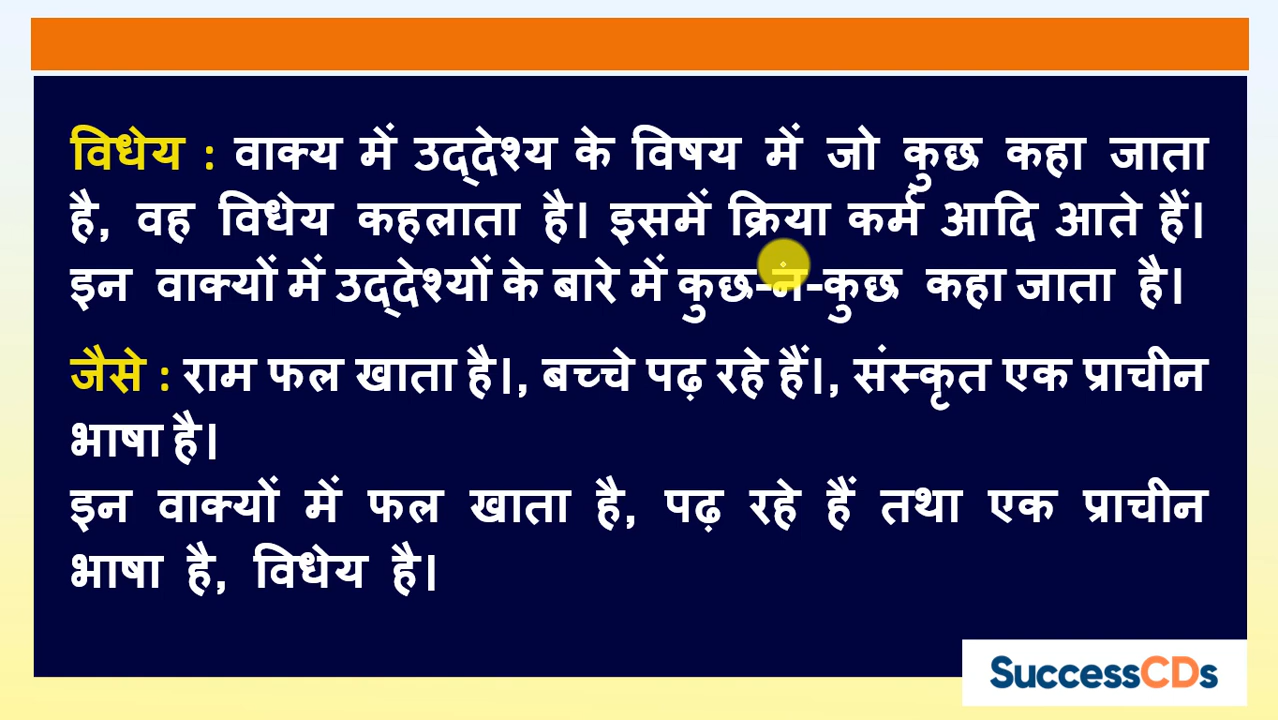 विधेय : वाक्य में उद्देश्य के विषय में जो कुछ कहा जाता
है, वह विधेय कहलाता है। इसमें क्रिया कर्म आदि आते हैं।
इन वाक्यों में उद्देश्यों के बारे में कुछ-नं-कुछ कहा जाता है।
जैसे : राम फल खाता है।, बच्चे पढ़ रहे हैं।, संस्कृत एक प्राचीन
भाषा है।
इन वाक्यों में फल खाता है, पढ़ रहे हैं तथा एक प्राचीन
भाषा है, विधेय है।
SuccessCDs